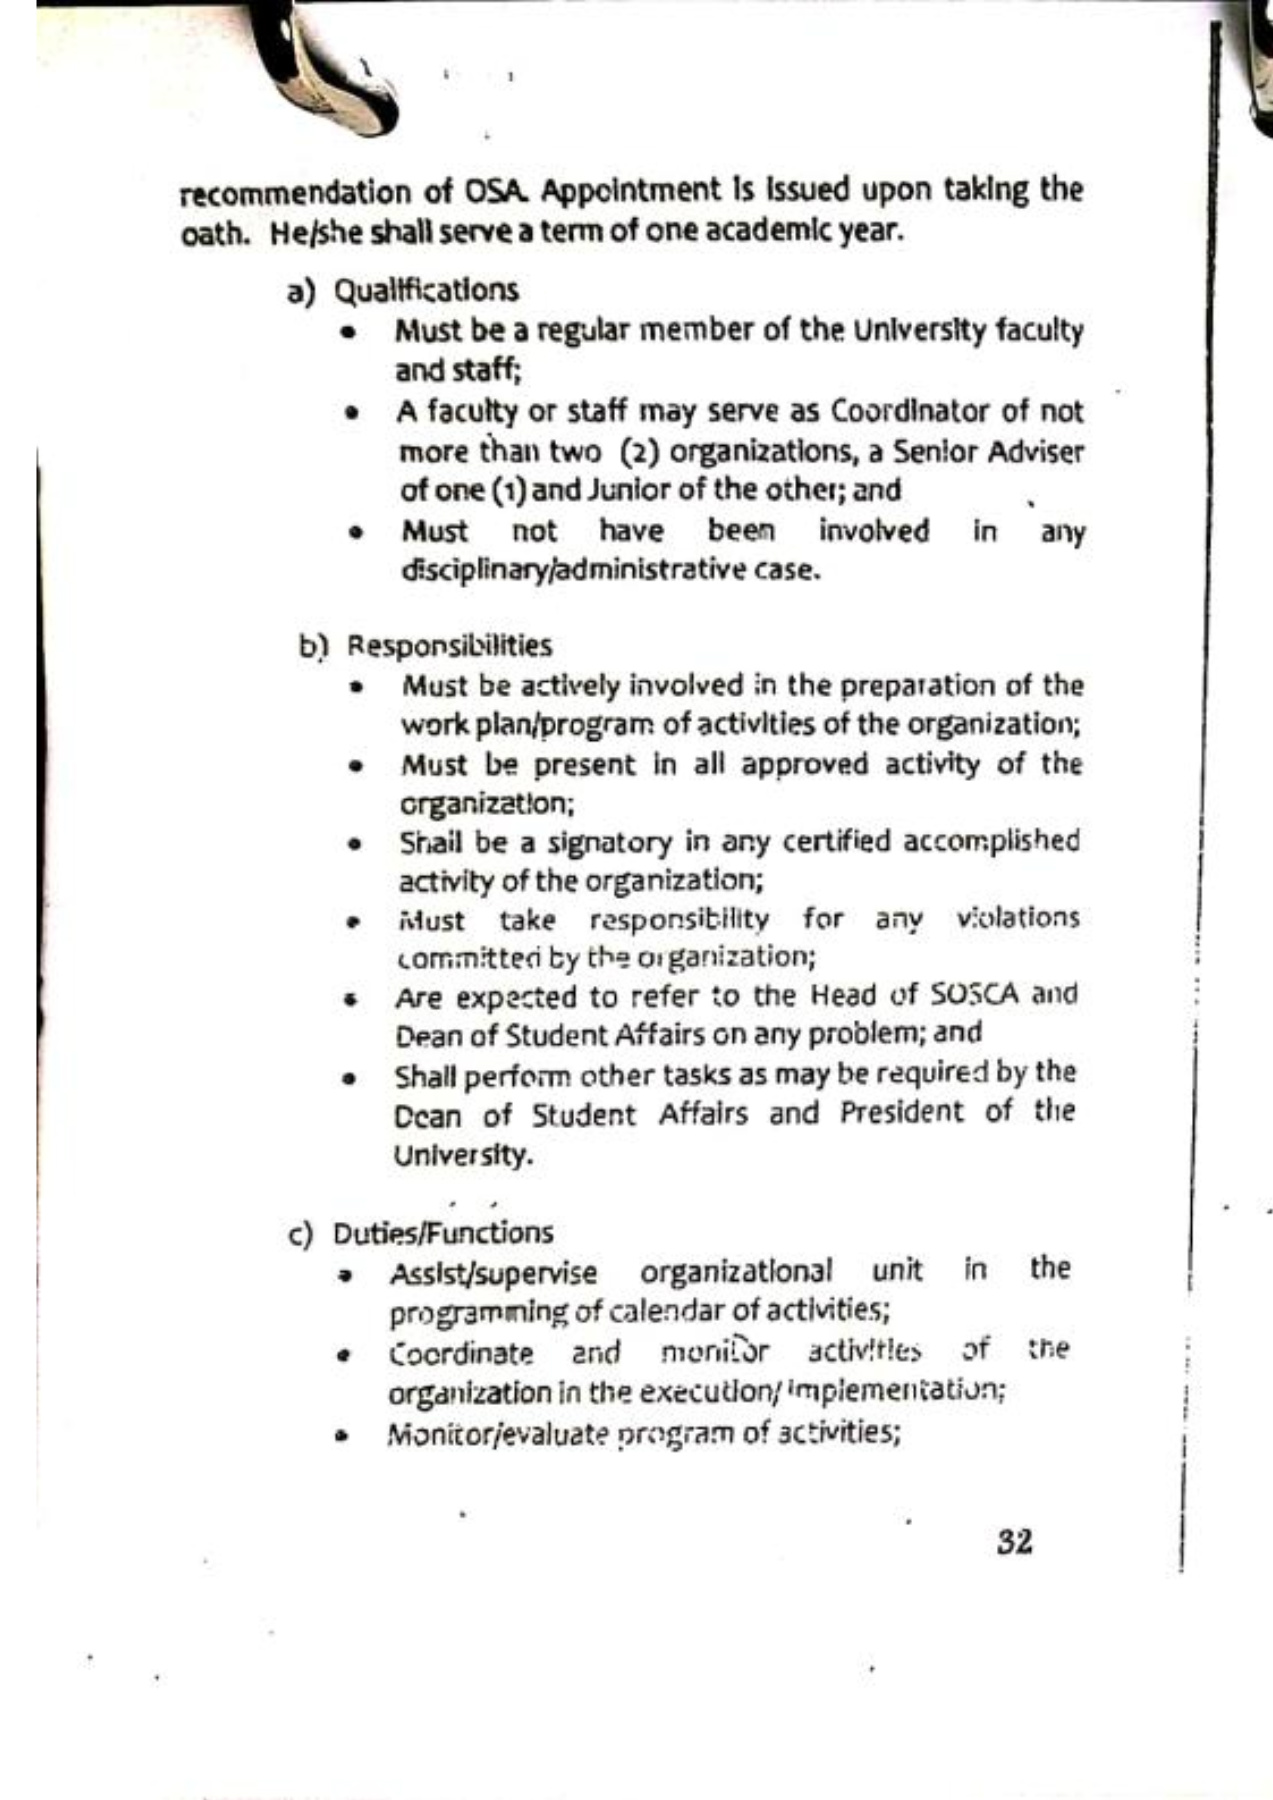 recommendation of OSA. Appointment is issued upon taking the
oath. He/she shall serve a term of one academic year.
a) Qualifications
• Must be a regular member of the University faculty
and staff;
• A faculty or staff may serve as Coordinator of not
more than two (2) organizations, a Senior Adviser
of one (1) and Junior of the other; and
• Must not have been involved in any
disciplinary/administrative case.
b) Responsibilities
• Must be actively involved in the preparation of the
work plan/program of activities of the organization;
• Must be present in all approved activity of the
organization;
• Shall be a signatory in any certified accomplished
activity of the organization;
• Must take responsibility for any violations
committed by the organization;
• Are expected to refer to the Head of SOSCA and
Dean of Student Affairs on any problem; and
• Shall perform other tasks as may be required by the
Dean of Student Affairs and President of the
University.
c) Duties/Functions
• Assist/supervise organizational unit in the
programming of calendar of activities;
• Coordinate and monitor activities of the
organization in the execution/implementation;
• Monitor/evaluate program of activities;
32